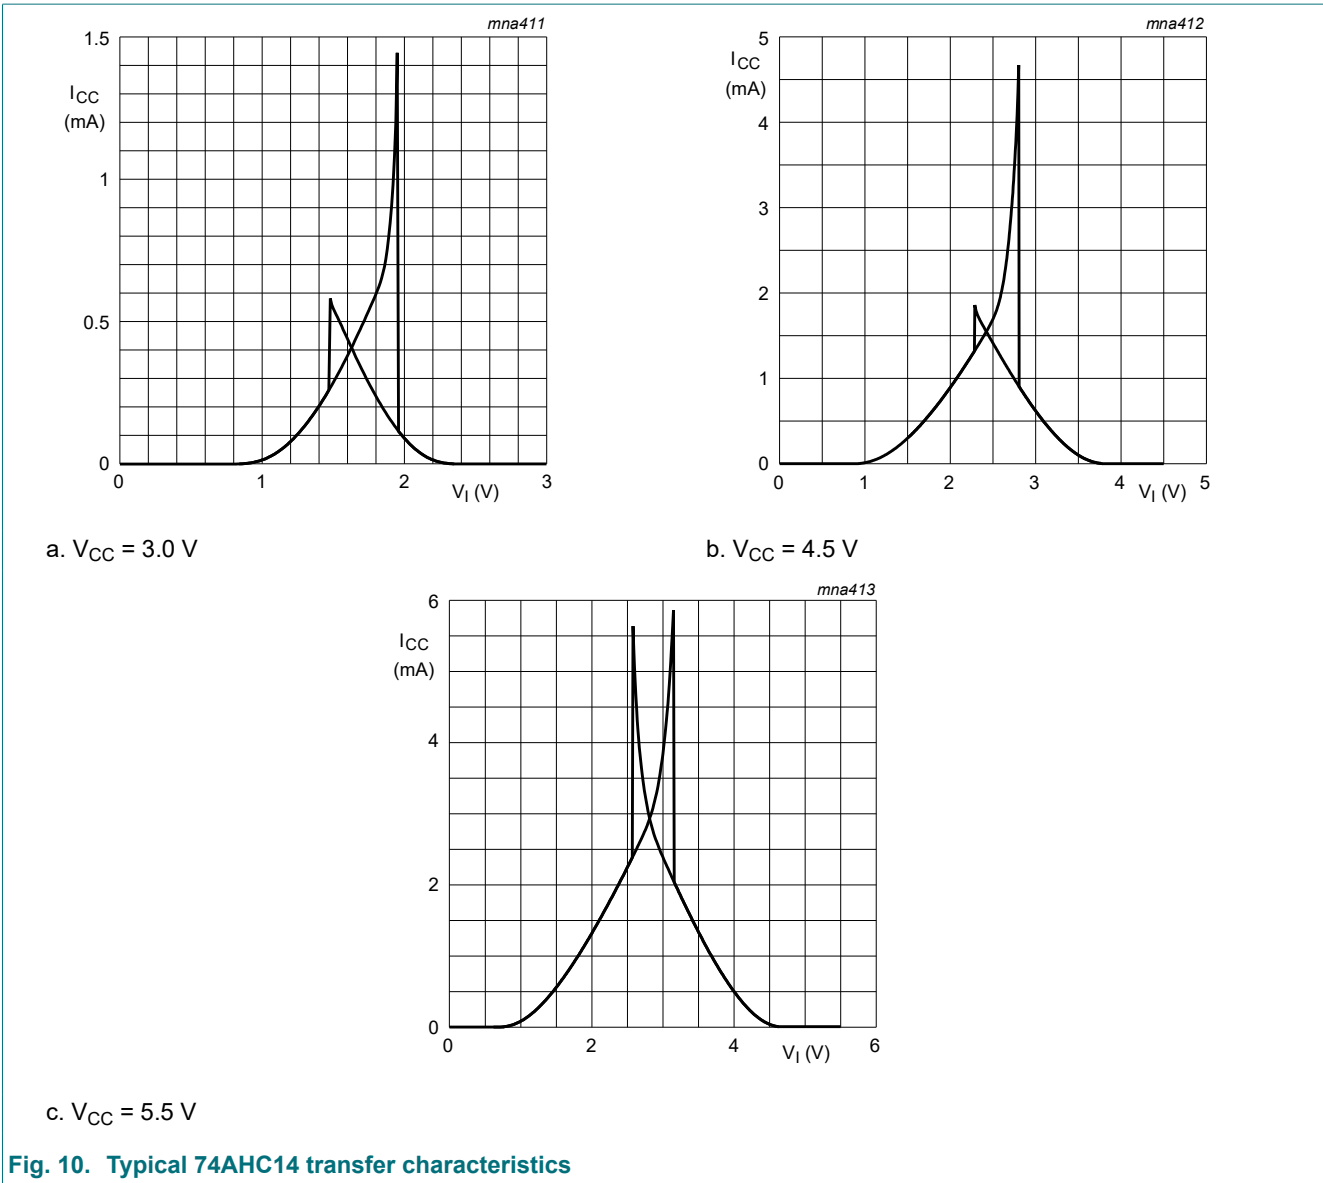 mna411
1.5
ICC
(mA)
1
0.5
0
0 1 2 3
VI (V)
a. VCC = 3.0 V
mna412
5
ICC
(mA)
4
3
2
1
0
0 1 2 3 4 5
VI (V)
b. VCC = 4.5 V
mna413
6
ICC
(mA)
4
2
0
0 2 4 6
VI (V)
c. VCC = 5.5 V
Fig. 10. Typical 74AHC14 transfer characteristics